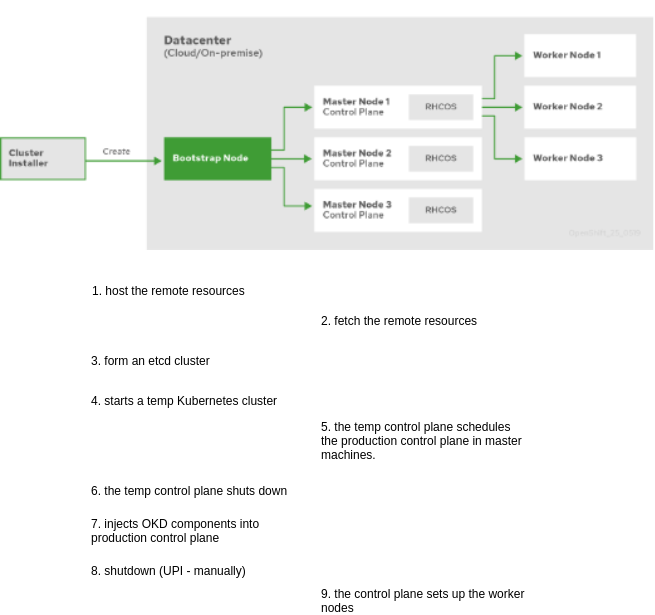 Datacenter
(Cloud/On-premise)
Cluster
Installer
Create
Bootstrap Node
Master Node 1
Control Plane
RHCOS
Master Node 2
Control Plane
RHCOS
Master Node 3
Control Plane
RHCOS
Worker Node 1
Worker Node 2
Worker Node 3
1. host the remote resources
2. fetch the remote resources
3. form an etcd cluster
4. starts a temp Kubernetes cluster
5. the temp control plane schedules
the production control plane in master
machines.
6. the temp control plane shuts down
7. injects OKD components into
production control plane
8. shutdown (UPI - manually)
9. the control plane sets up the worker
nodes